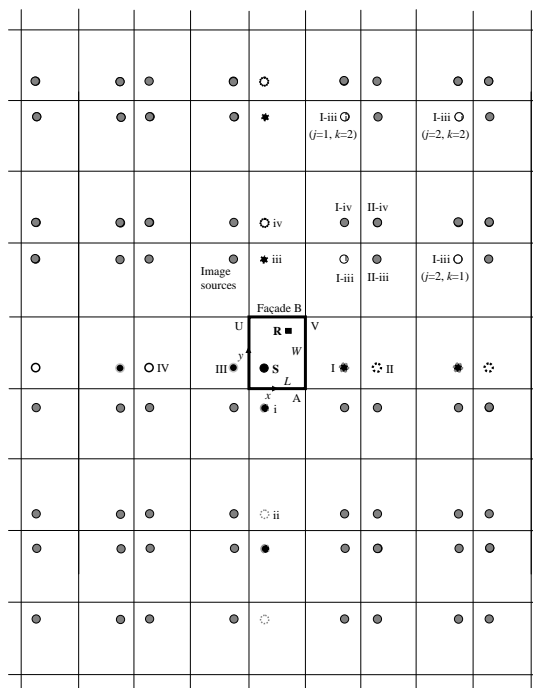 I-iii
(j=1, k=2)
I-iii
(j=2, k=2)
iv
I-iv
II-iv
iii
Image
sources
I-iii
II-iii
I-iii
(j=2, k=1)
Façade B
U
V
R
W
y
IV
III
S
I
II
L
x
A
i
ii